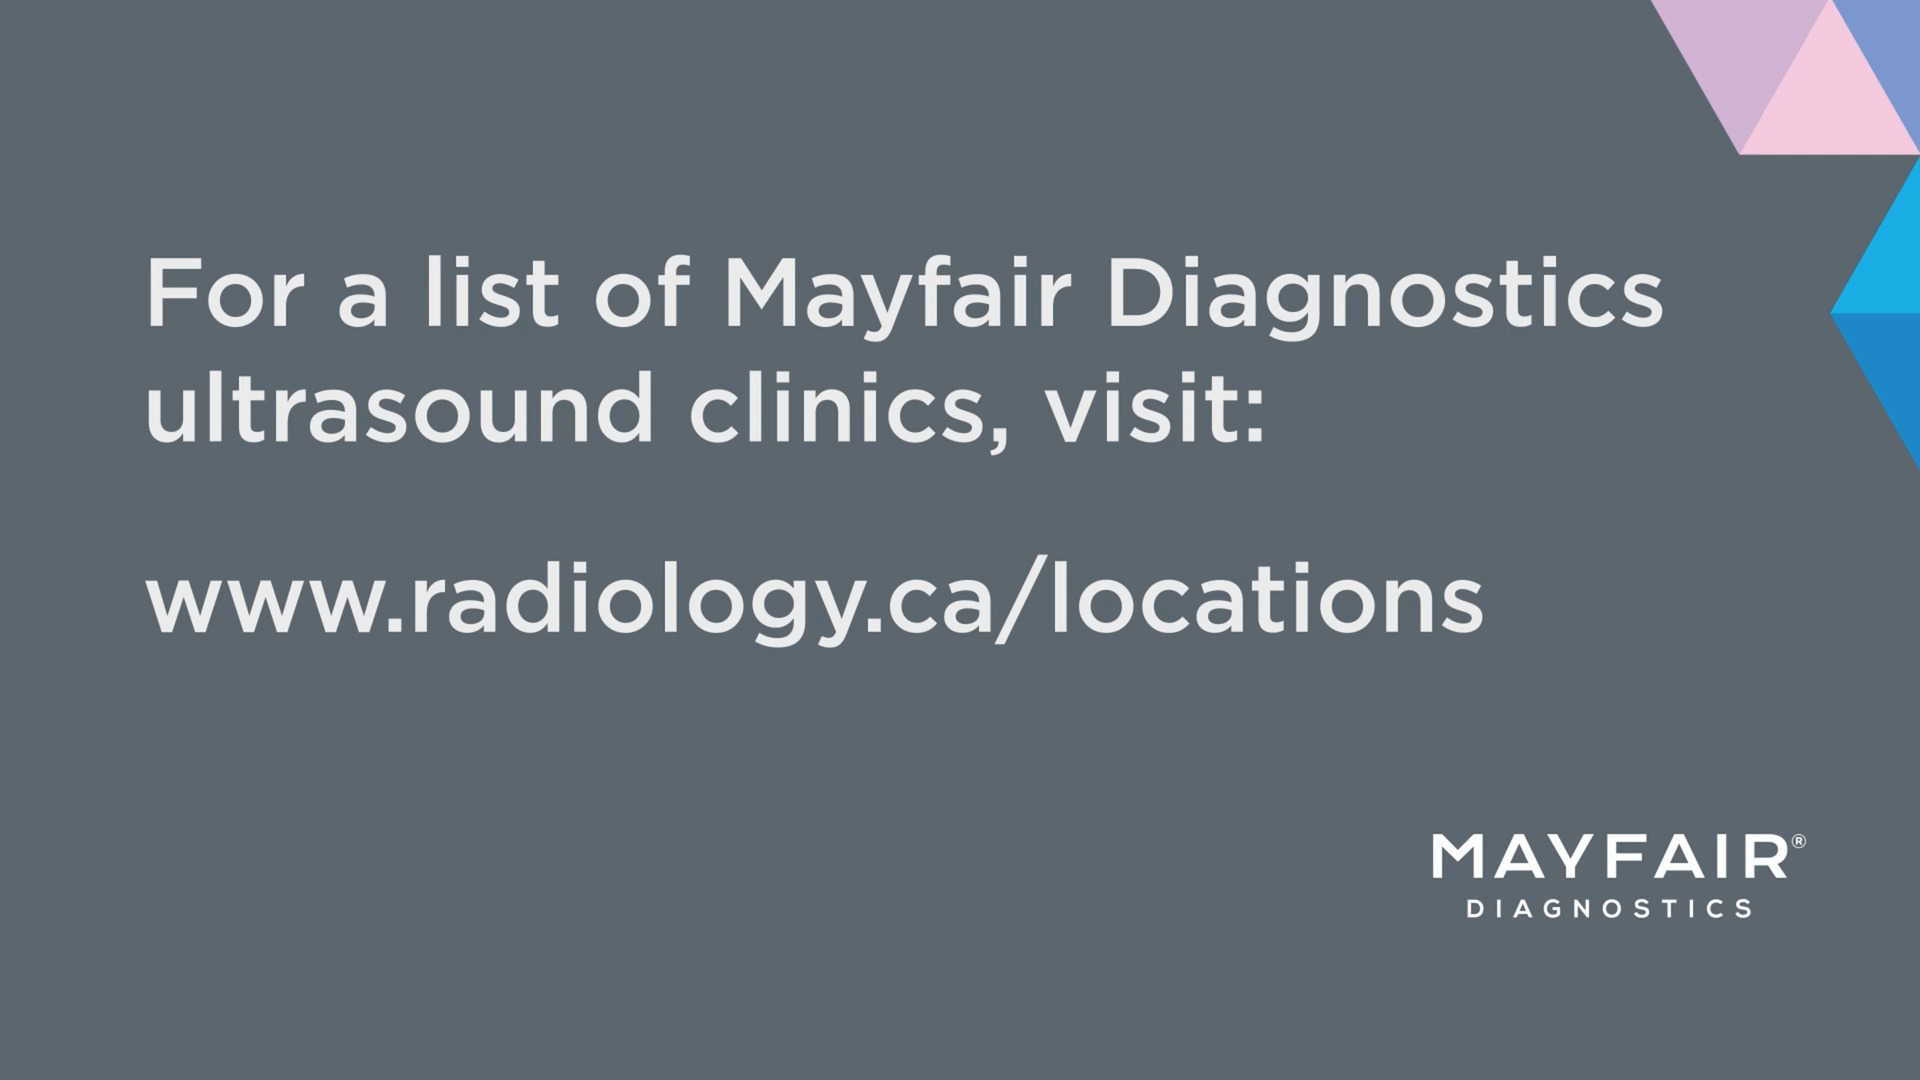 For a list of Mayfair Diagnostics
ultrasound clinics, visit:
www.radiology.ca/locations
MAYFAIR®
DIAGNOSTICS